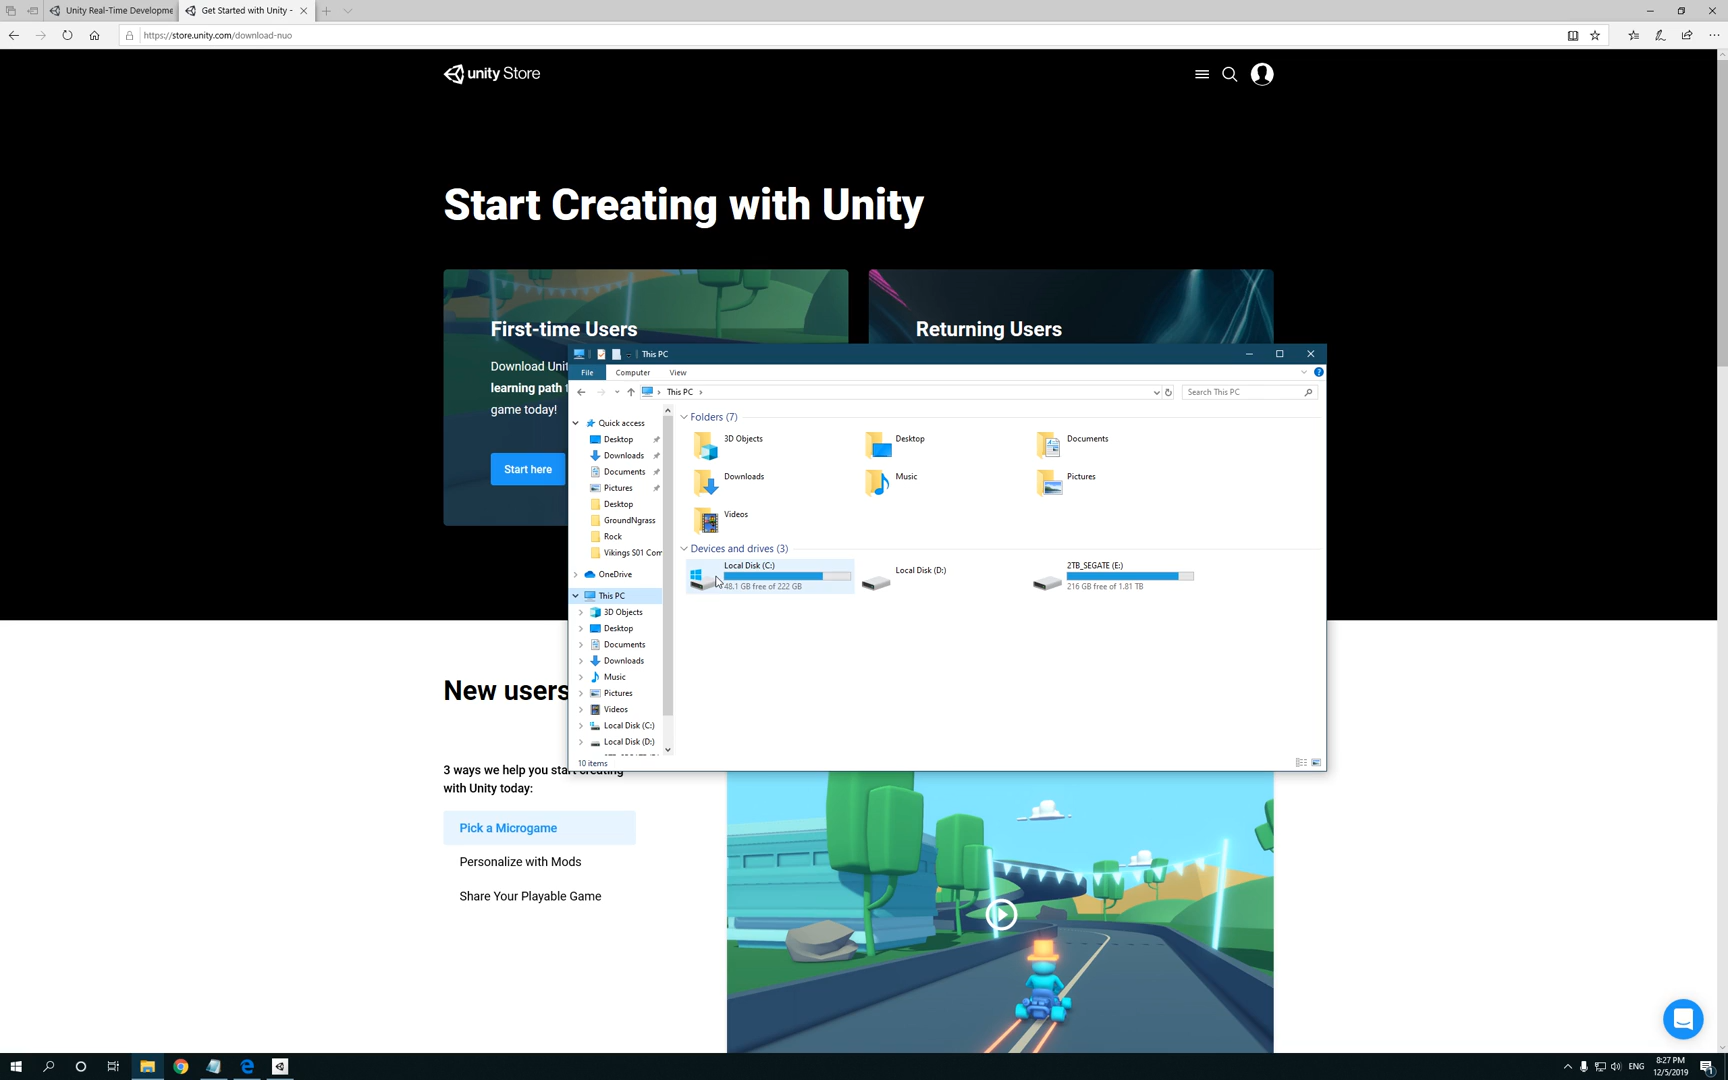 Unity Real-Time Developme
Get Started with Unity -
https://store.unity.com/download-nuo
unity Store
Start Creating with Unity
First-time Users
Download Unit
learning path t
game today!
Start here
Returning Users
This PC
File
Computer
View
This PC
Search This PC
Quick access
Desktop
Downloads
Documents
Pictures
Desktop
GroundNgrass
Rock
Vikings S01 Com
OneDrive
This PC
3D Objects
Desktop
Documents
Downloads
Music
Pictures
Videos
Local Disk (C:)
Local Disk (D:)
Folders (7)
3D Objects
Desktop
Documents
Downloads
Music
Pictures
Videos
Devices and drives (3)
Local Disk (C:)
48.1 GB free of 222 GB
Local Disk (D:)
2TB_SEGATE (E:)
216 GB free of 1.81 TB
10 items
New users
3 ways we help you start creating
with Unity today:
Pick a Microgame
Personalize with Mods
Share Your Playable Game
ENG
8:27 PM
12/5/2019